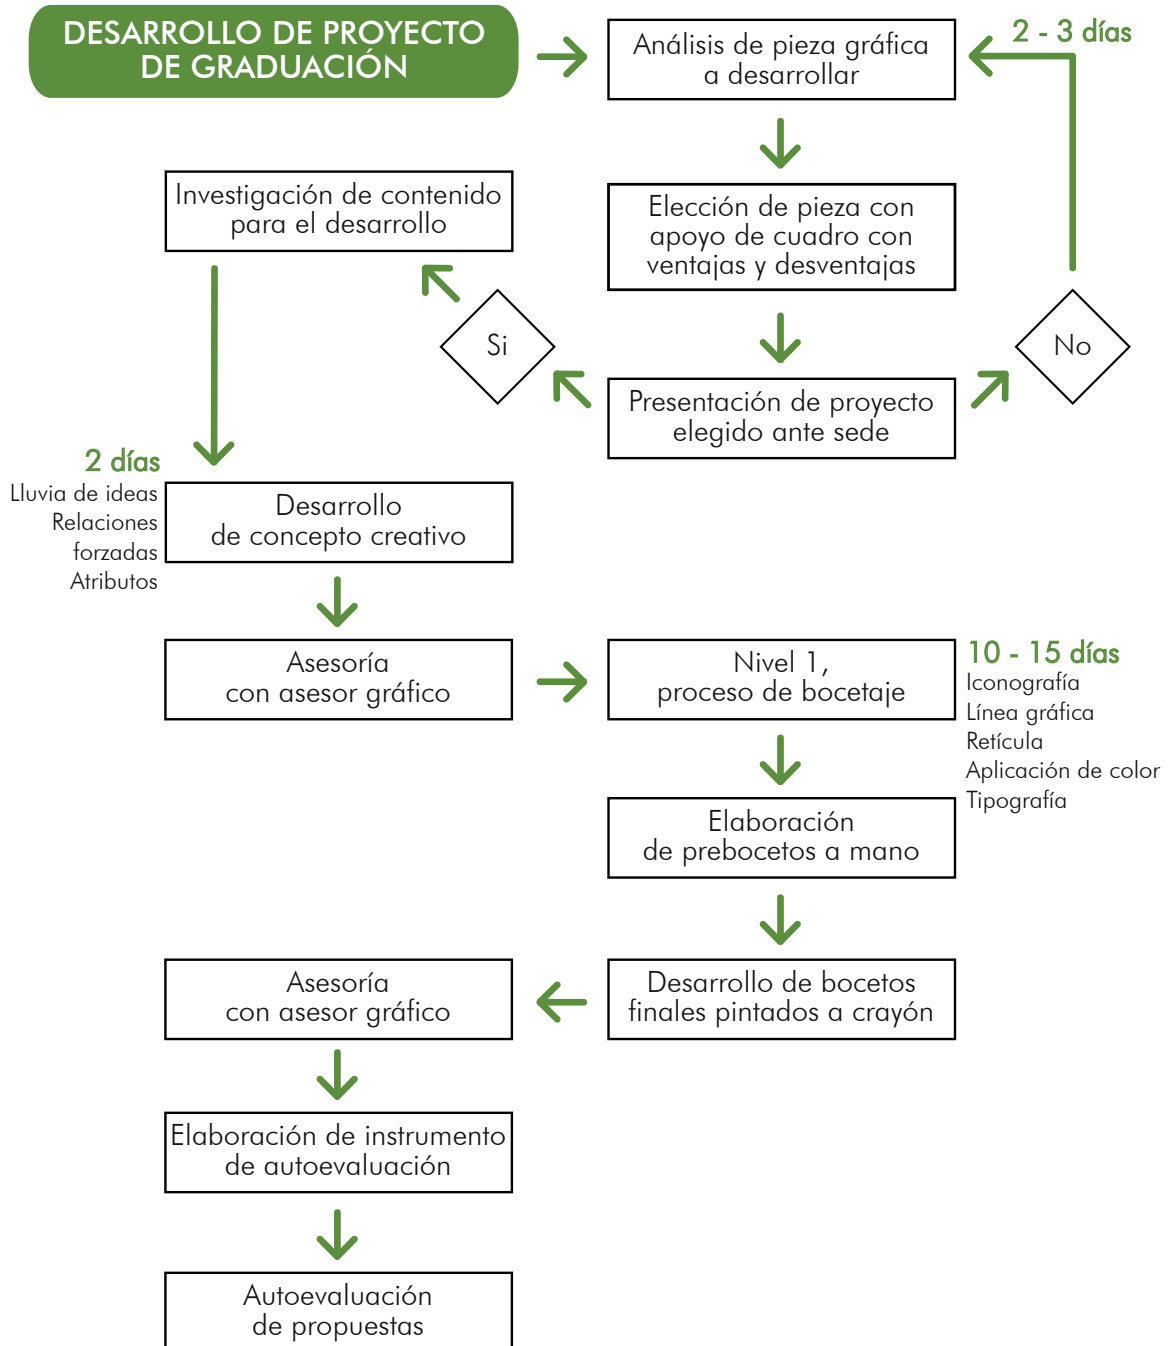 DESARROLLO DE PROYECTO
DE GRADUACIÓN
Análisis de pieza gráfica
a desarrollar
2 - 3 días
Elección de pieza con
apoyo de cuadro con
ventajas y desventajas
Investigación de contenido
para el desarrollo
Si
No
Presentación de proyecto
elegido ante sede
2 días
Lluvia de ideas
Relaciones
forzadas
Atributos
Desarrollo
de concepto creativo
Asesoría
con asesor gráfico
Nivel 1,
proceso de bocetaje
10 - 15 días
Iconografía
Línea gráfica
Retícula
Aplicación de color
Tipografía
Elaboración
de prebocetos a mano
Desarrollo de bocetos
finales pintados a crayón
Asesoría
con asesor gráfico
Elaboración de instrumento
de autoevaluación
Autoevaluación
de propuestas